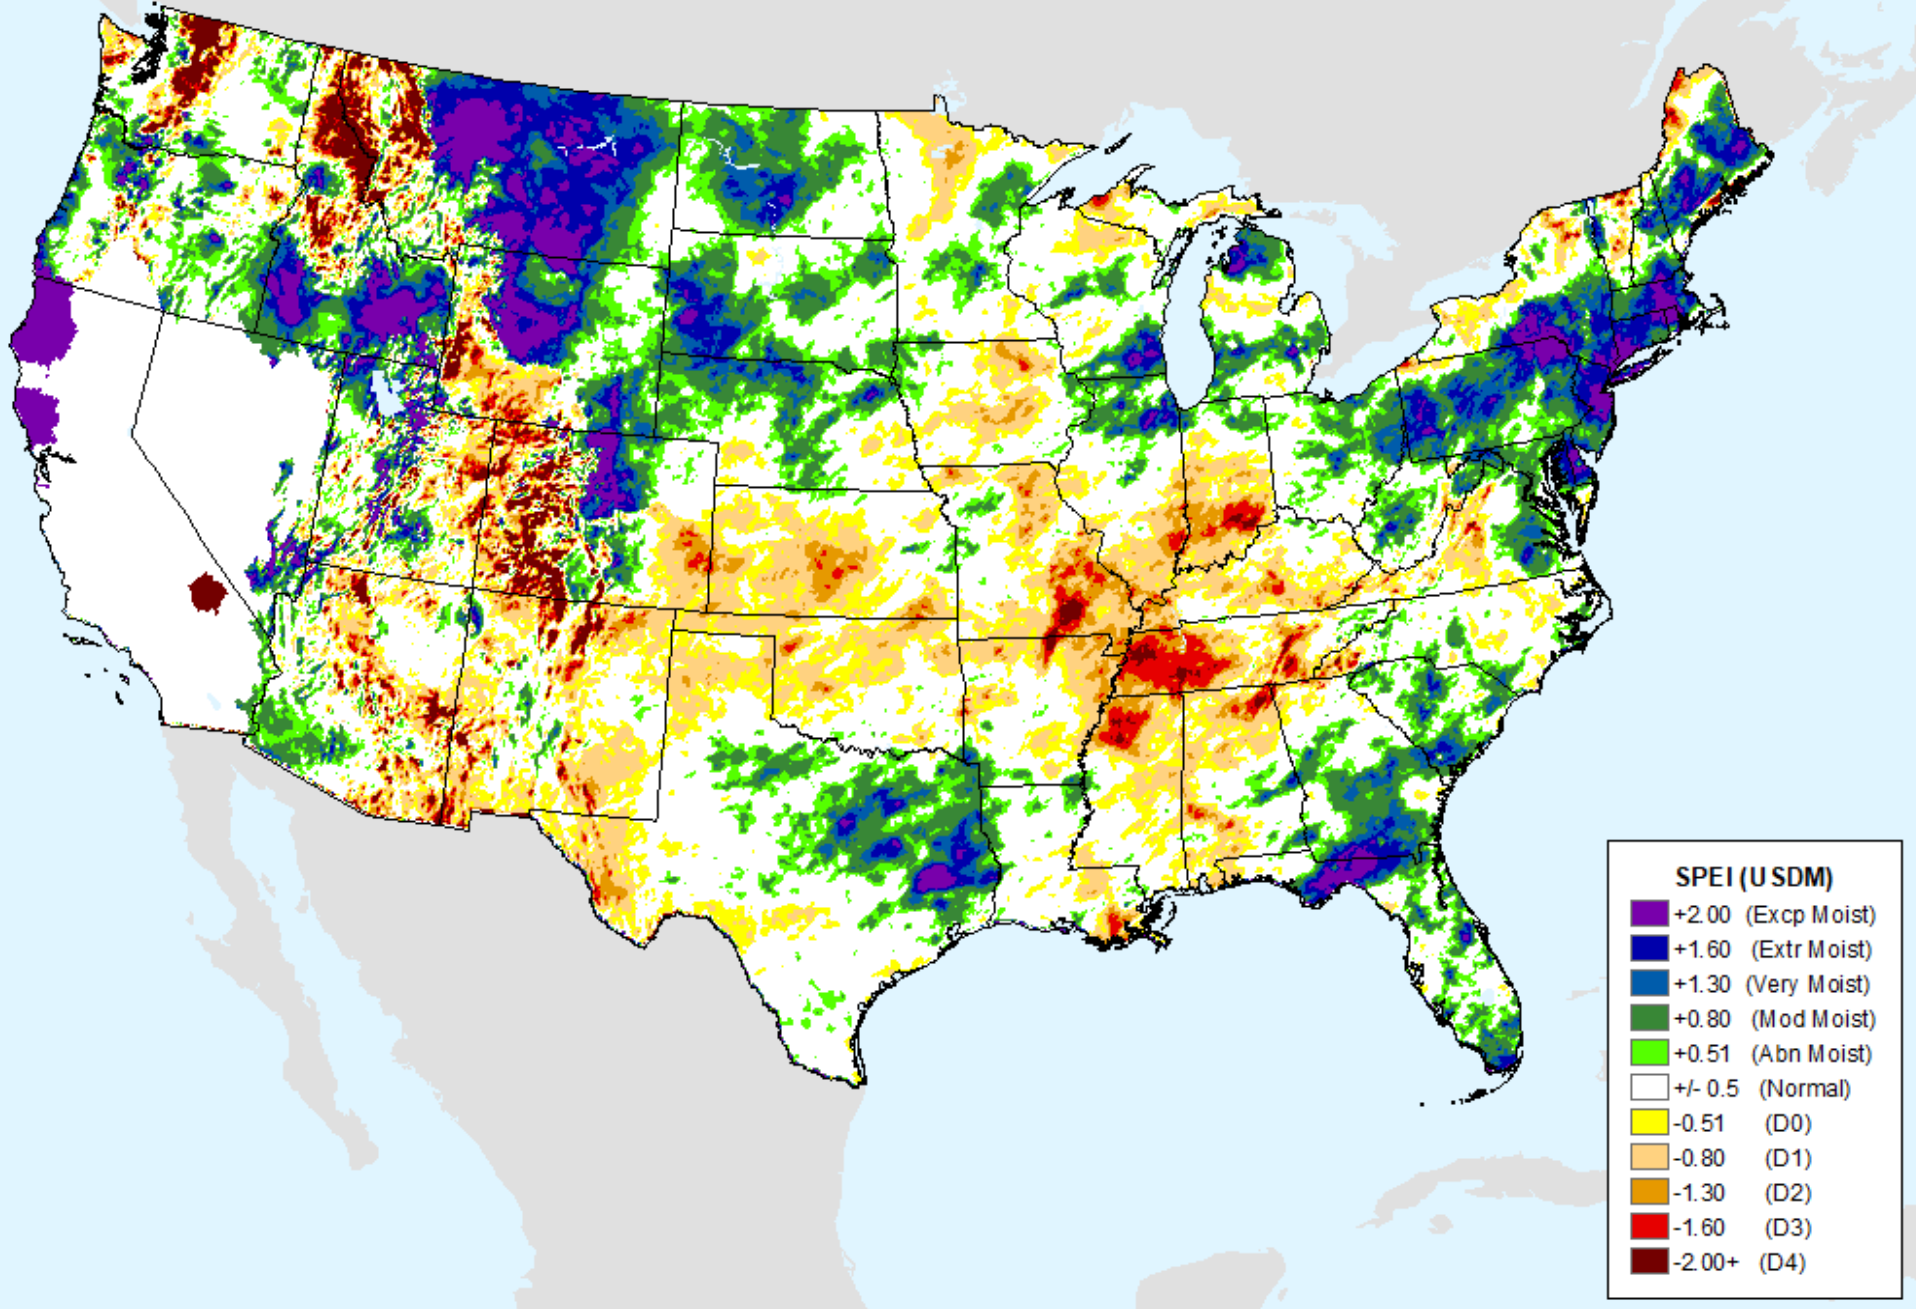 SPEI (USDM)
+2.00 (Excp Moist)
+1.60 (Extr Moist)
+1.30 (Very Moist)
+0.80 (Mod Moist)
+0.51 (Abn Moist)
+/- 0.5 (Normal)
-0.51 (D0)
-0.80 (D1)
-1.30 (D2)
-1.60 (D3)
-2.00+ (D4)